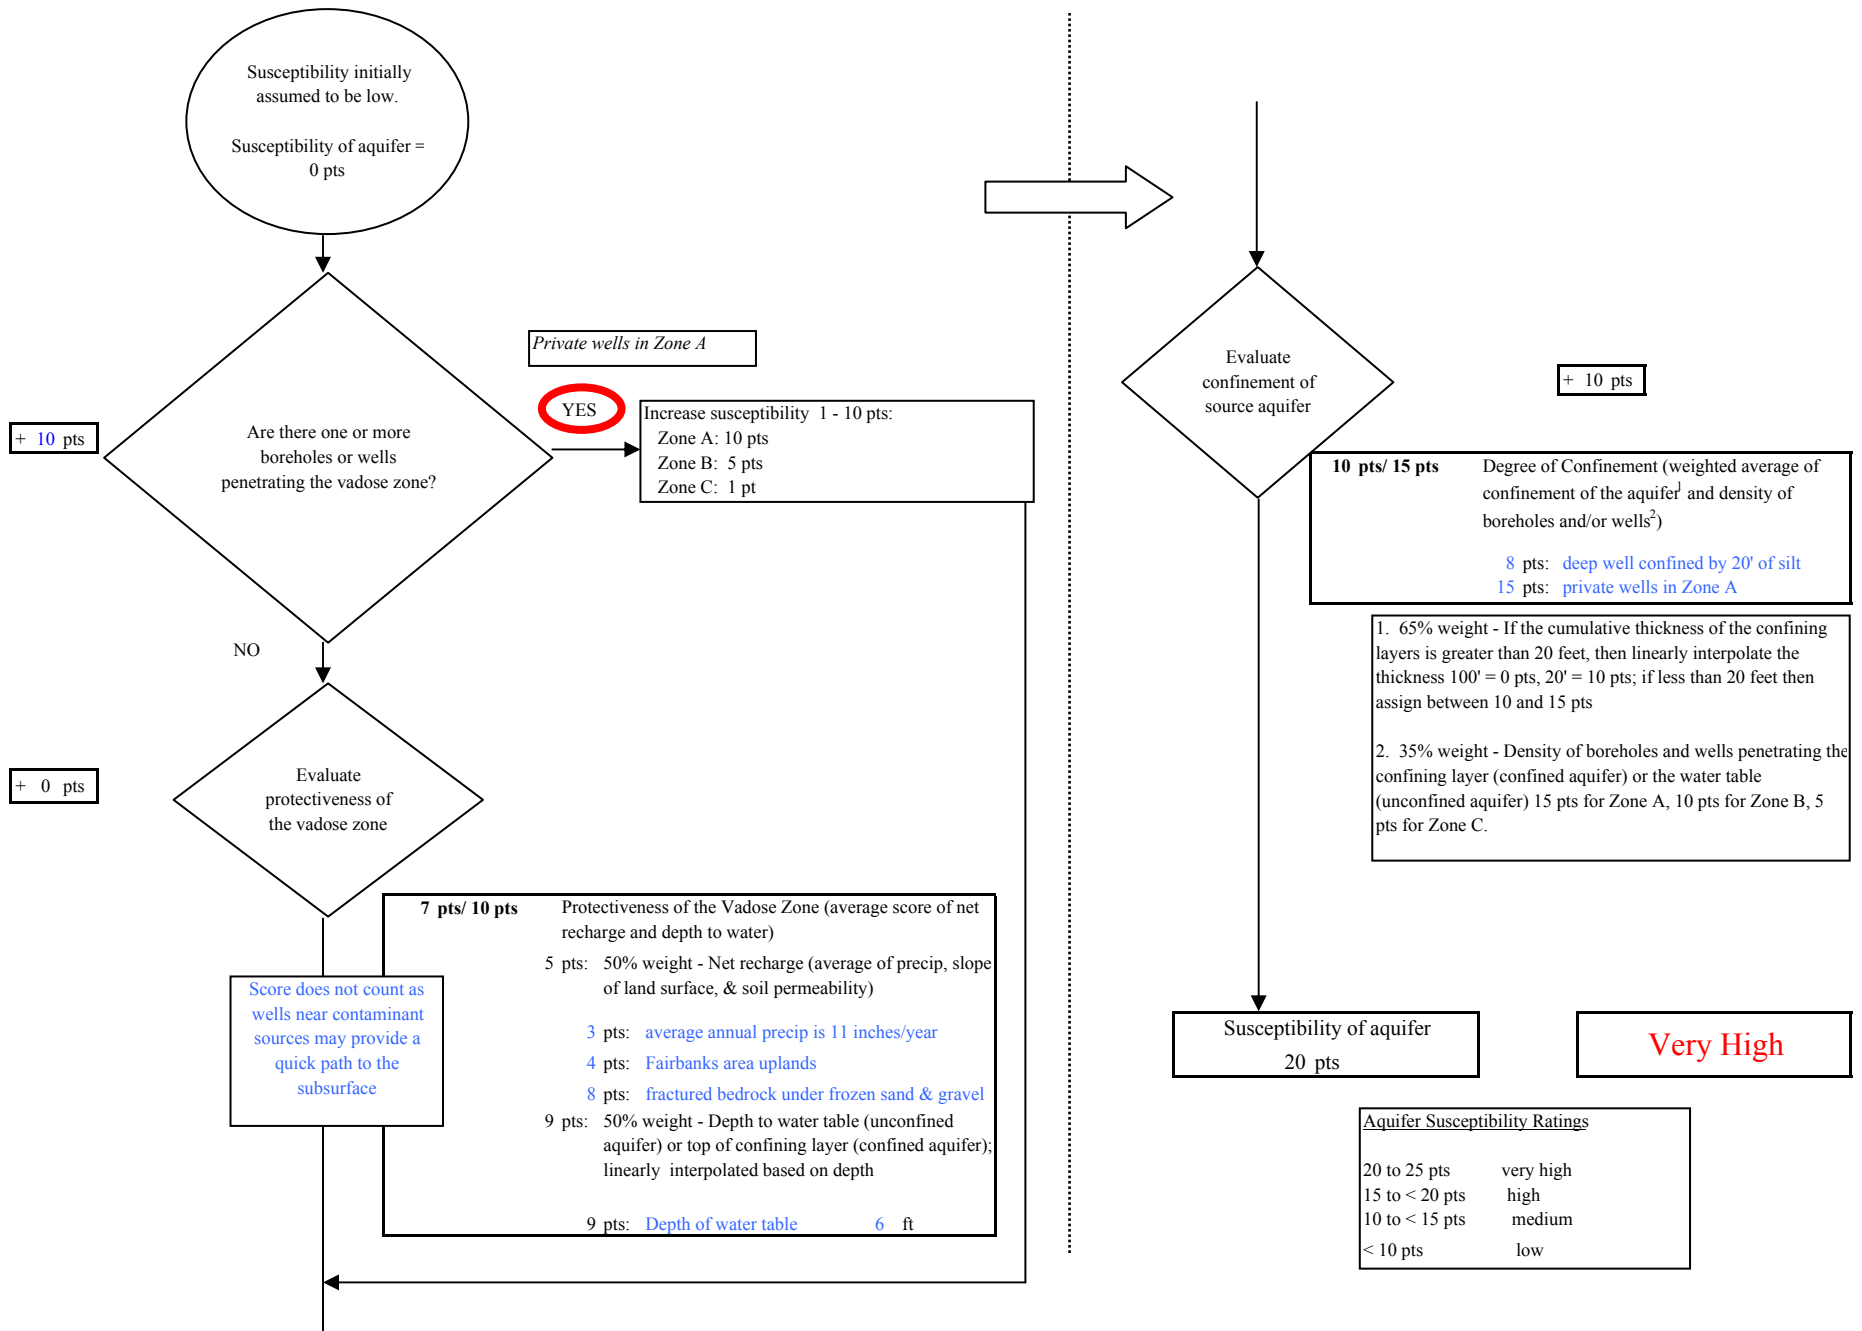 Susceptibility initially
assumed to be low.
Susceptibility of aquifer =
0 pts
Private wells in Zone A
YES
+ 10 pts
Are there one or more
boreholes or wells
penetrating the vadose zone?
Increase susceptibility 1 - 10 pts:
Zone A: 10 pts
Zone B: 5 pts
Zone C: 1 pt
NO
+ 0 pts
Evaluate
protectiveness of
the vadose zone
7 pts/ 10 pts Protectiveness of the Vadose Zone (average score of net
recharge and depth to water)
5 pts: 50% weight - Net recharge (average of precip, slope
of land surface, & soil permeability)
3 pts: average annual precip is 11 inches/year
4 pts: Fairbanks area uplands
8 pts: fractured bedrock under frozen sand & gravel
9 pts: 50% weight - Depth to water table (unconfined
aquifer) or top of confining layer (confined aquifer);
linearly interpolated based on depth
9 pts: Depth of water table 6 ft
Score does not count as
wells near contaminant
sources may provide a
quick path to the
subsurface
Evaluate
confinement of
source aquifer
+ 10 pts
10 pts/ 15 pts Degree of Confinement (weighted average of
confinement of the aquifer1 and density of
boreholes and/or wells2)
8 pts: deep well confined by 20' of silt
15 pts: private wells in Zone A
1. 65% weight - If the cumulative thickness of the confining
layers is greater than 20 feet, then linearly interpolate the
thickness 100' = 0 pts, 20' = 10 pts; if less than 20 feet then
assign between 10 and 15 pts
2. 35% weight - Density of boreholes and wells penetrating the
confining layer (confined aquifer) or the water table
(unconfined aquifer) 15 pts for Zone A, 10 pts for Zone B, 5
pts for Zone C.
Susceptibility of aquifer
20 pts
Very High
Aquifer Susceptibility Ratings
20 to 25 pts very high
15 to < 20 pts high
10 to < 15 pts medium
< 10 pts low